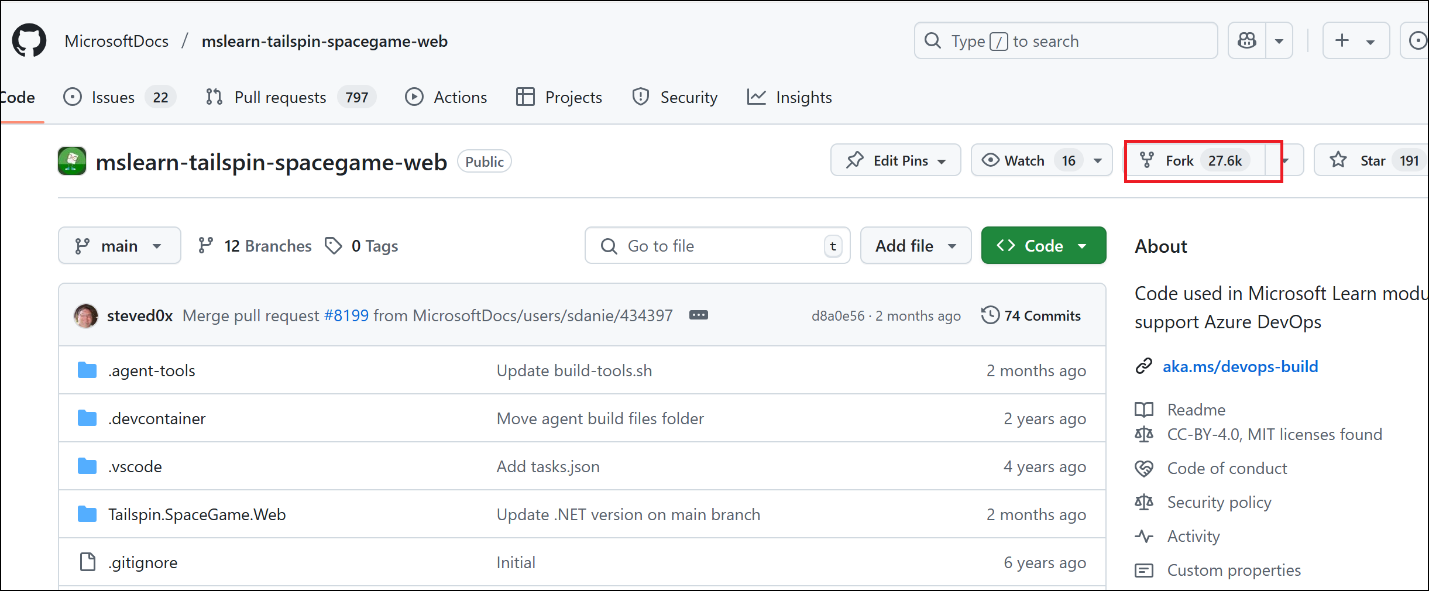 MicrosoftDocs / mslearn-tailspin-spacegame-web Type / to search
Code Issues 22 Pull requests 797 Actions Projects Security Insights
mslearn-tailspin-spacegame-web Public Edit Pins Watch 16 Fork 27.6k Star 191
main 12 Branches 0 Tags Go to file t Add file Code
About
Code used in Microsoft Learn modu
support Azure DevOps
aka.ms/devops-build
Readme
CC-BY-4.0, MIT licenses found
Code of conduct
Security policy
Activity
Custom properties
steved0x Merge pull request #8199 from MicrosoftDocs/users/sdanie/434397 d8a0e56 · 2 months ago 74 Commits
.agent-tools Update build-tools.sh 2 months ago
.devcontainer Move agent build files folder 2 years ago
.vscode Add tasks.json 4 years ago
Tailspin.SpaceGame.Web Update .NET version on main branch 2 months ago
.gitignore Initial 6 years ago